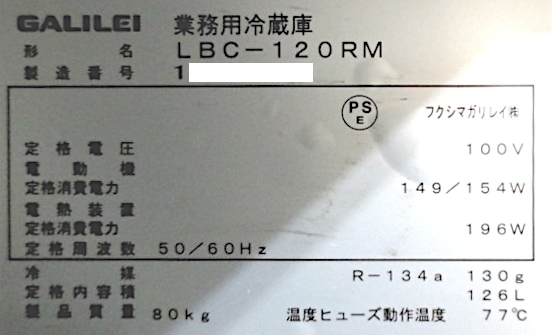 GALILEI 業務用冷蔵庫
形名 LBC-120RM
製造番号 1
PS E フクシマガリレイ㈱
定格電圧 100V
電動機
定格消費電力 149/154W
電熱装置
定格消費電力 196W
定格周波数 50/60Hz
冷媒 R-134a 130g
定格内容積 126L
製品質量 80kg 温度ヒューズ動作温度 77℃